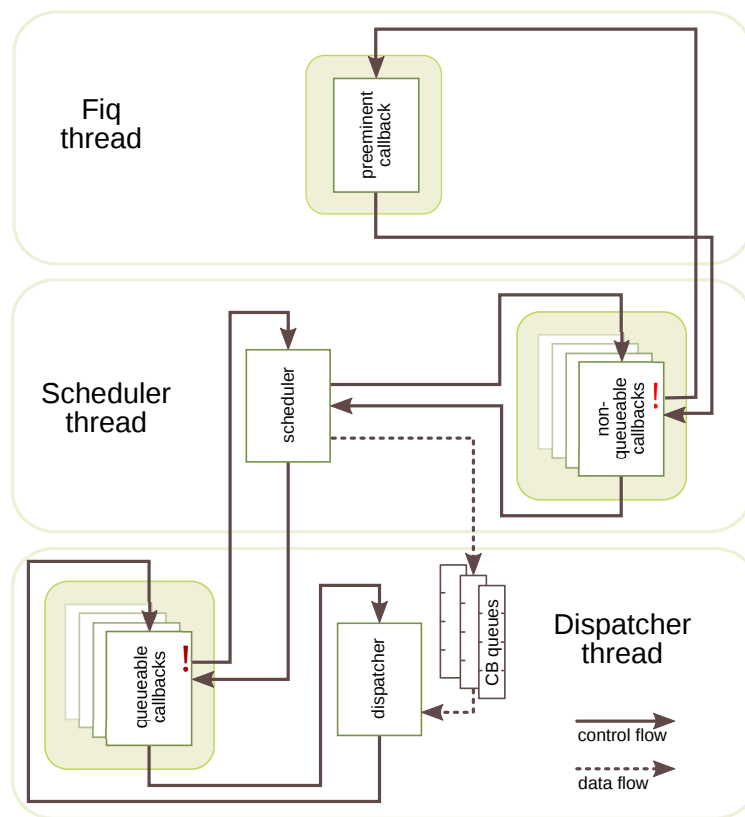 Fiq
thread
preeminent
callback
Scheduler
thread
scheduler
non-
queueable
callbacks
!
Dispatcher
thread
queueable
callbacks
!
dispatcher
CB queues
control flow
data flow